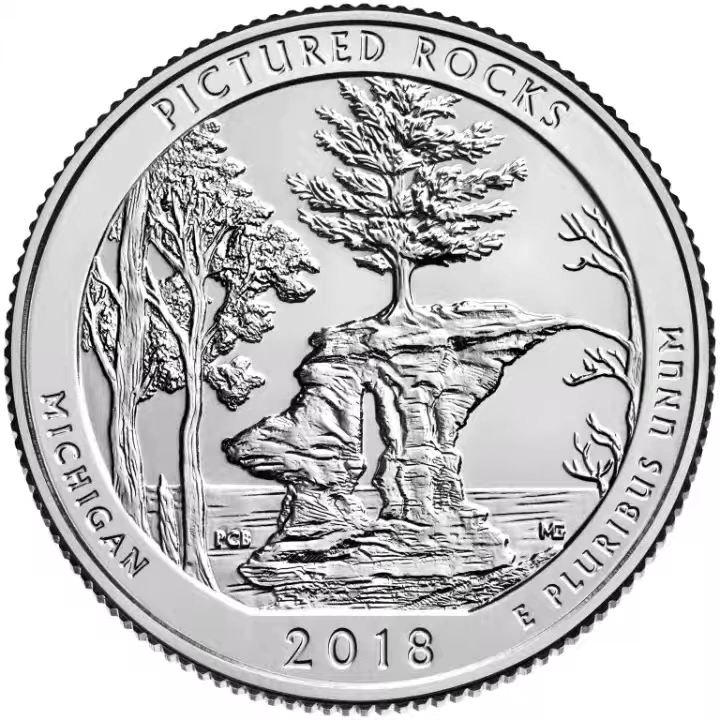 PICTURED ROCKS
MICHIGAN
PCB
MG
E PLURIBUS UNUM
2018